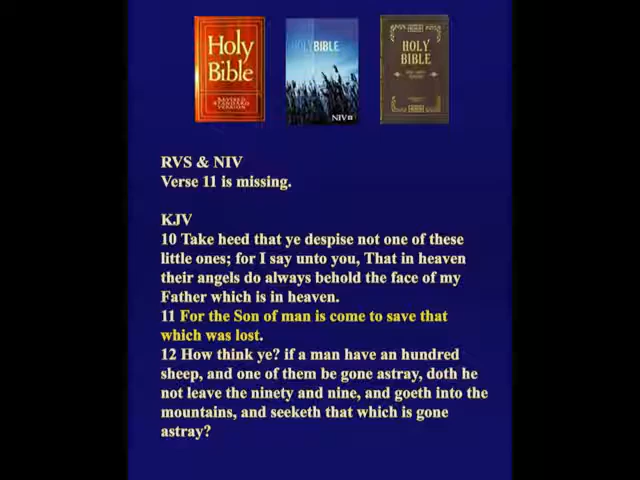 Holy
Bible
REVISED
STANDARD
VERSION
HOLY BIBLE
NIV
HOLY
BIBLE
RVS & NIV
Verse 11 is missing.
KJV
10 Take heed that ye despise not one of these
little ones; for I say unto you, That in heaven
their angels do always behold the face of my
Father which is in heaven.
11 For the Son of man is come to save that
which was lost.
12 How think ye? if a man have an hundred
sheep, and one of them be gone astray, doth he
not leave the ninety and nine, and goeth into the
mountains, and seeketh that which is gone
astray?